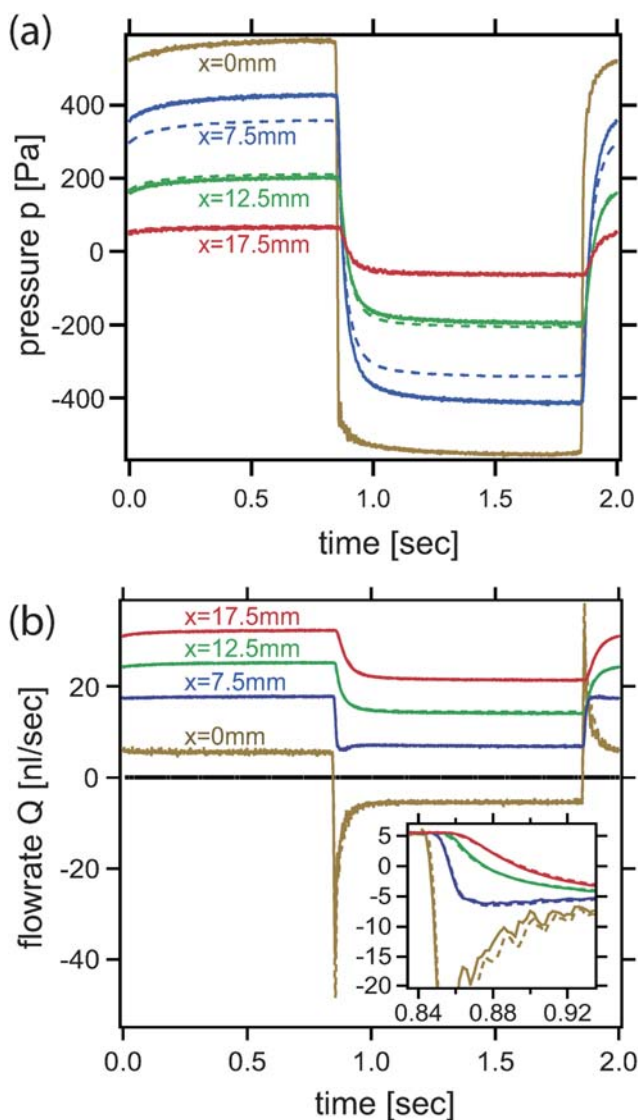 (a)
x=0mm
x=7.5mm
x=12.5mm
x=17.5mm
400
200
0
-200
-400
pressure p [Pa]
0.0 0.5 1.0 1.5 2.0
time [sec]
(b)
x=17.5mm
x=12.5mm
x=7.5mm
x=0mm
20
0
-20
-40
flowrate Q [nl/sec]
5
0
-5
-10
-15
-20
0.84 0.88 0.92
0.0 0.5 1.0 1.5 2.0
time [sec]